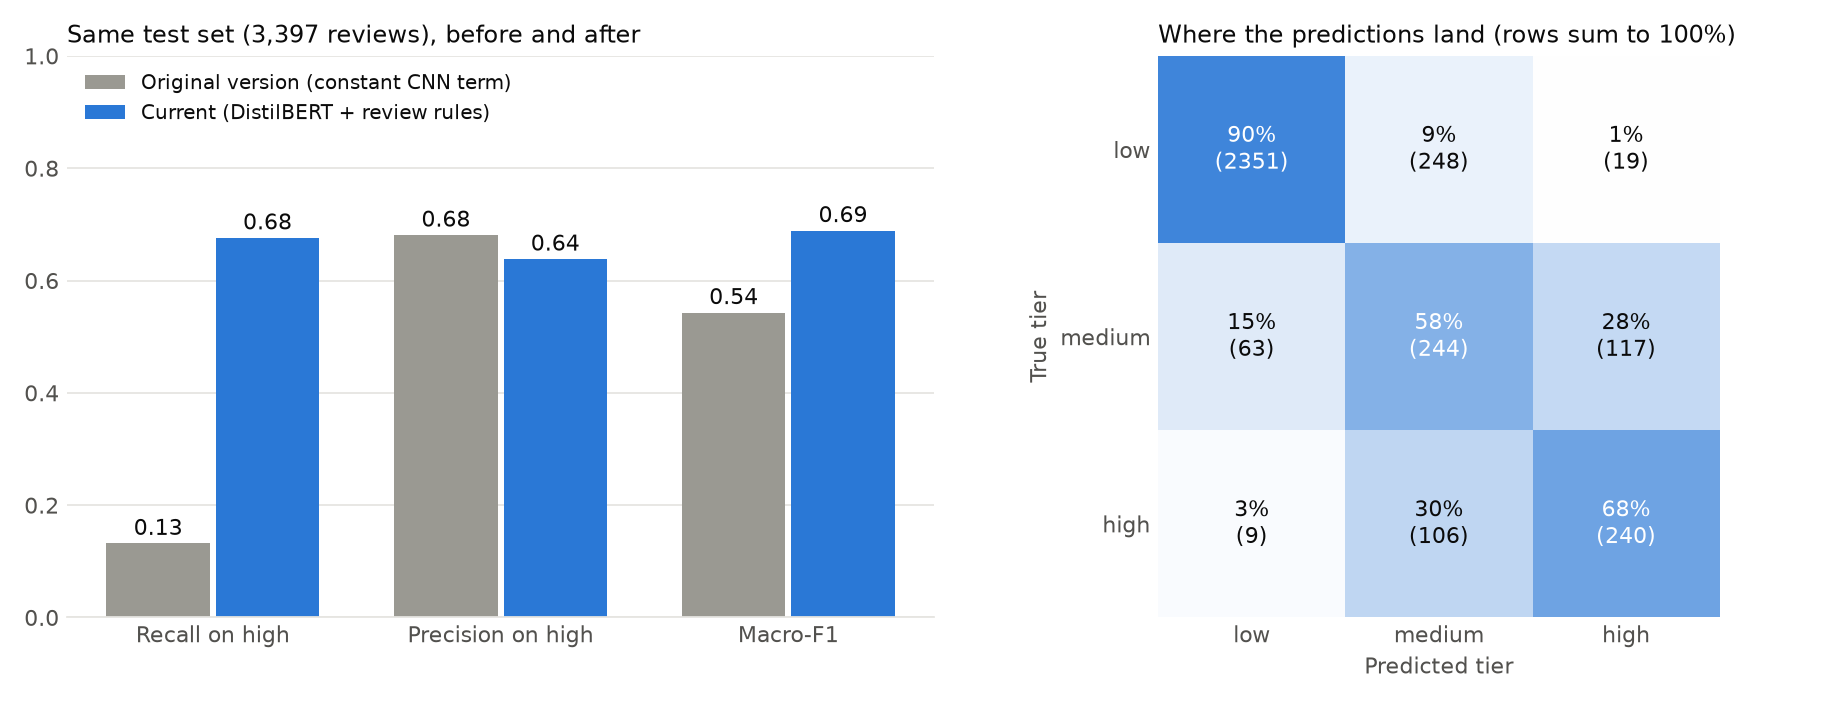 Same test set (3,397 reviews), before and after
1.0
0.8
0.6
0.4
0.2
0.0
Original version (constant CNN term)
Current (DistilBERT + review rules)
0.13
0.68
0.68
0.64
0.54
0.69
Recall on high
Precision on high
Macro-F1
Where the predictions land (rows sum to 100%)
True tier
low
90%
(2351)
9%
(248)
1%
(19)
medium
15%
(63)
58%
(244)
28%
(117)
high
3%
(9)
30%
(106)
68%
(240)
low
medium
high
Predicted tier